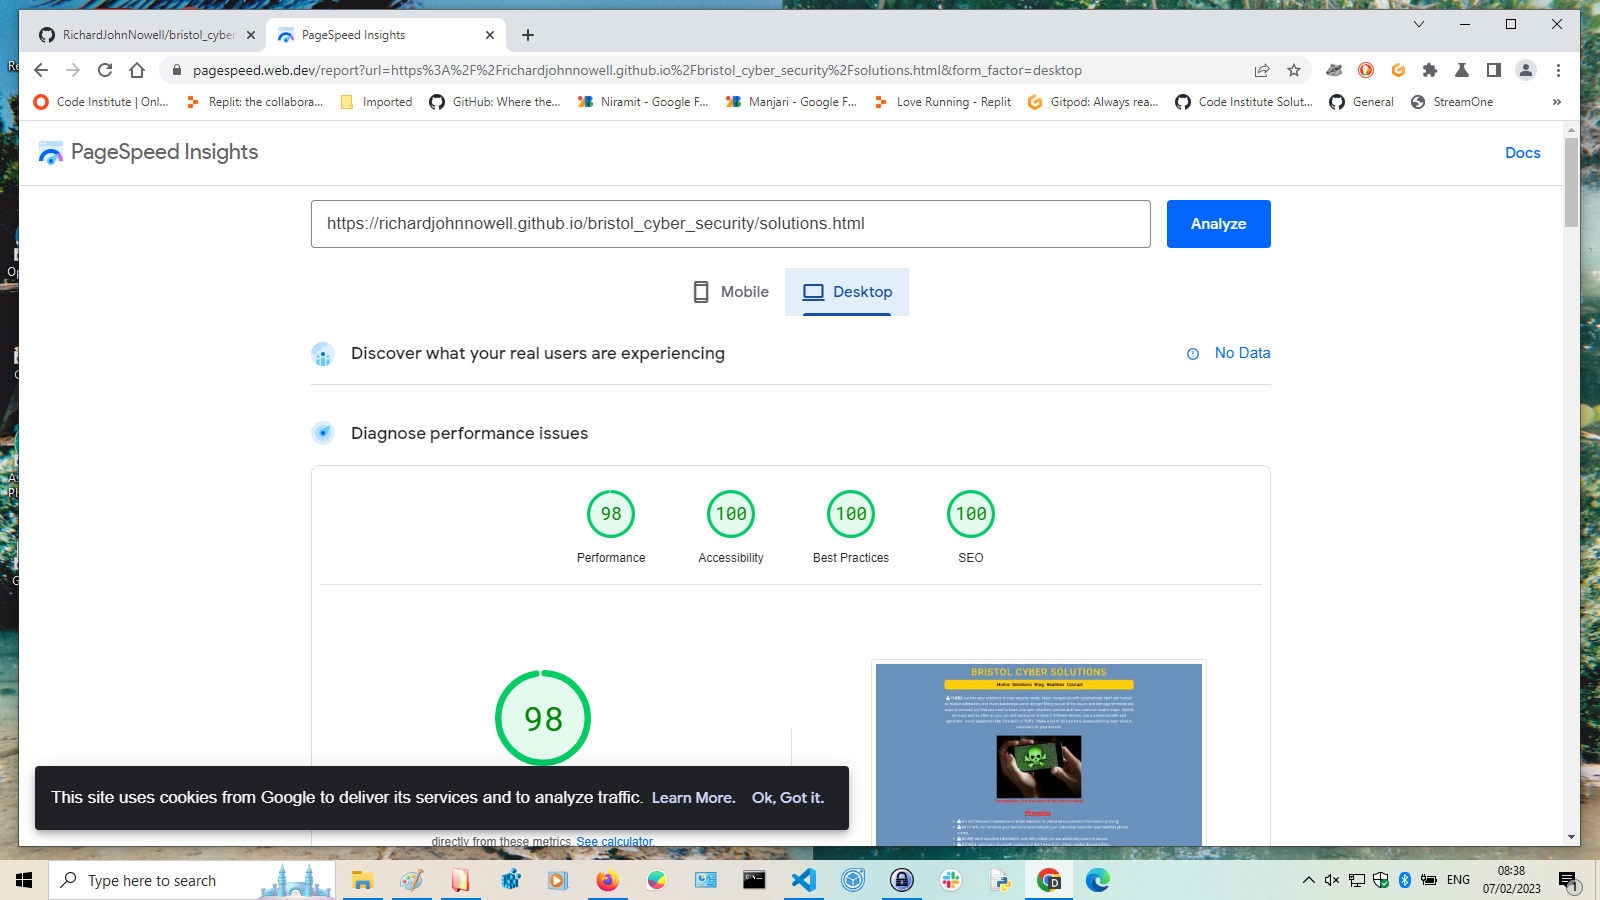 RichardJohnNowell/bristol_cyber
PageSpeed Insights
pagespeed.web.dev/report?url=https%3A%2F%2Frichardjohnnowell.github.io%2Fbristol_cyber_security%2Fsolutions.html&form_factor=desktop
Code Institute | Onl...
Replit: the collabora...
Imported
GitHub: Where the...
Niramit - Google F...
Manjari - Google F...
Love Running - Replit
Gitpod: Always rea...
Code Institute Solut...
General
StreamOne
»
PageSpeed Insights
Docs
https://richardjohnnowell.github.io/bristol_cyber_security/solutions.html
Analyze
Mobile
Desktop
Discover what your real users are experiencing
No Data
Diagnose performance issues
98
100
100
100
Performance
Accessibility
Best Practices
SEO
98
BRISTOL CYBER SOLUTIONS
Home Solutions Blog Replies Contact
This site uses cookies from Google to deliver its services and to analyze traffic. Learn More. Ok, Got it.
directly from these metrics. See calculator.
Type here to search
ENG
08:38
07/02/2023
1